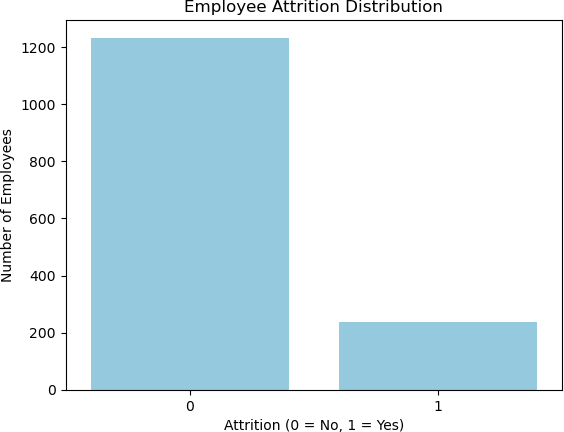 Employee Attrition Distribution
Number of Employees
1200
1000
800
600
400
200
0
0 1
Attrition (0 = No, 1 = Yes)